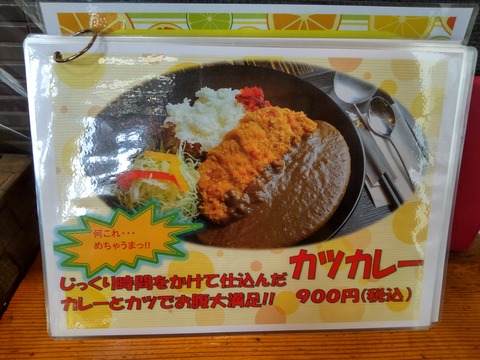 何これ・・・
めちゃうまっ!!
じっくり時間をかけて仕込んだ
カレーとカツでお腹大満足!!
カツカレー
900円(税込)